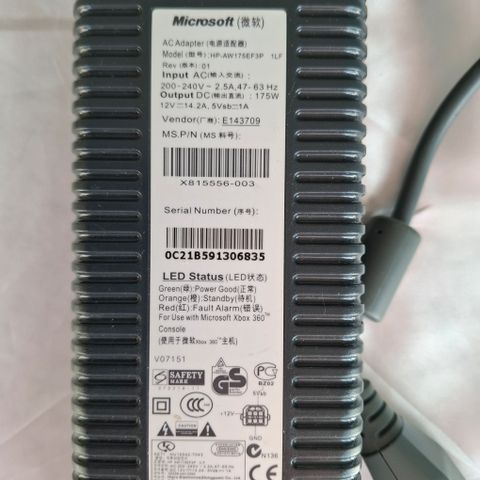 Microsoft (微软)
AC Adapter (电源适配器)
Model (型号): HP-AW175EF3P 1LF
Rev (版本): 01
Input AC(输入交流):
200-240V~ 2.5A,47-63 Hz
Output DC(输出直流): 175W
12V⎓14.2A, 5Vsb⎓1A
Vendor(厂商): E143709
MS.P/N (MS 料号):
X815556-003
Serial Number (序号):
0C21B591306835
LED Status (LED状态)
Green(绿):Power Good(正常)
Orange(橙):Standby(待机)
Red(红):Fault Alarm(错误)
For Use with Microsoft Xbox 360™
Console
(使用于微软Xbox 360™主机)
V07151
SAFETY
MARK
PC
BZ02
5Vsb
+12V
CAUTION
GND
N136